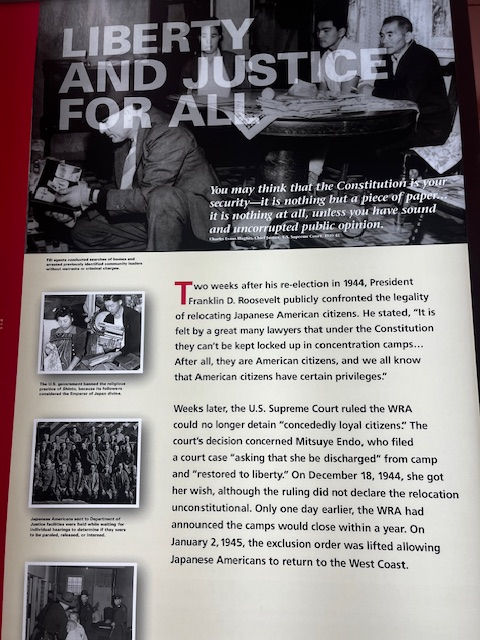 LIBERTY
AND JUSTICE
FOR ALL
You may think that the Constitution is your
security—it is nothing but a piece of paper…
it is nothing at all, unless you have sound
and uncorrupted public opinion.
Charles Evan Hughes, Chief Justice, U.S. Supreme Court, 1930-41
FBI agents conducted searches of homes and
arrested previously identified community leaders
without warrants or criminal charges.
The U.S. government banned the religious
practice of Shinto, because its followers
considered the Emperor of Japan divine.
Japanese Americans sent to Department of
Justice facilities were held while waiting for
individual hearings to determine if they were
to be paroled, released, or interned.
Two weeks after his re-election in 1944, President
Franklin D. Roosevelt publicly confronted the legality
of relocating Japanese American citizens. He stated, “It is
felt by a great many lawyers that under the Constitution
they can’t be kept locked up in concentration camps…
After all, they are American citizens, and we all know
that American citizens have certain privileges.”
Weeks later, the U.S. Supreme Court ruled the WRA
could no longer detain “concededly loyal citizens.” The
court’s decision concerned Mitsuye Endo, who filed
a court case “asking that she be discharged” from camp
and “restored to liberty.” On December 18, 1944, she got
her wish, although the ruling did not declare the relocation
unconstitutional. Only one day earlier, the WRA had
announced the camps would close within a year. On
January 2, 1945, the exclusion order was lifted allowing
Japanese Americans to return to the West Coast.